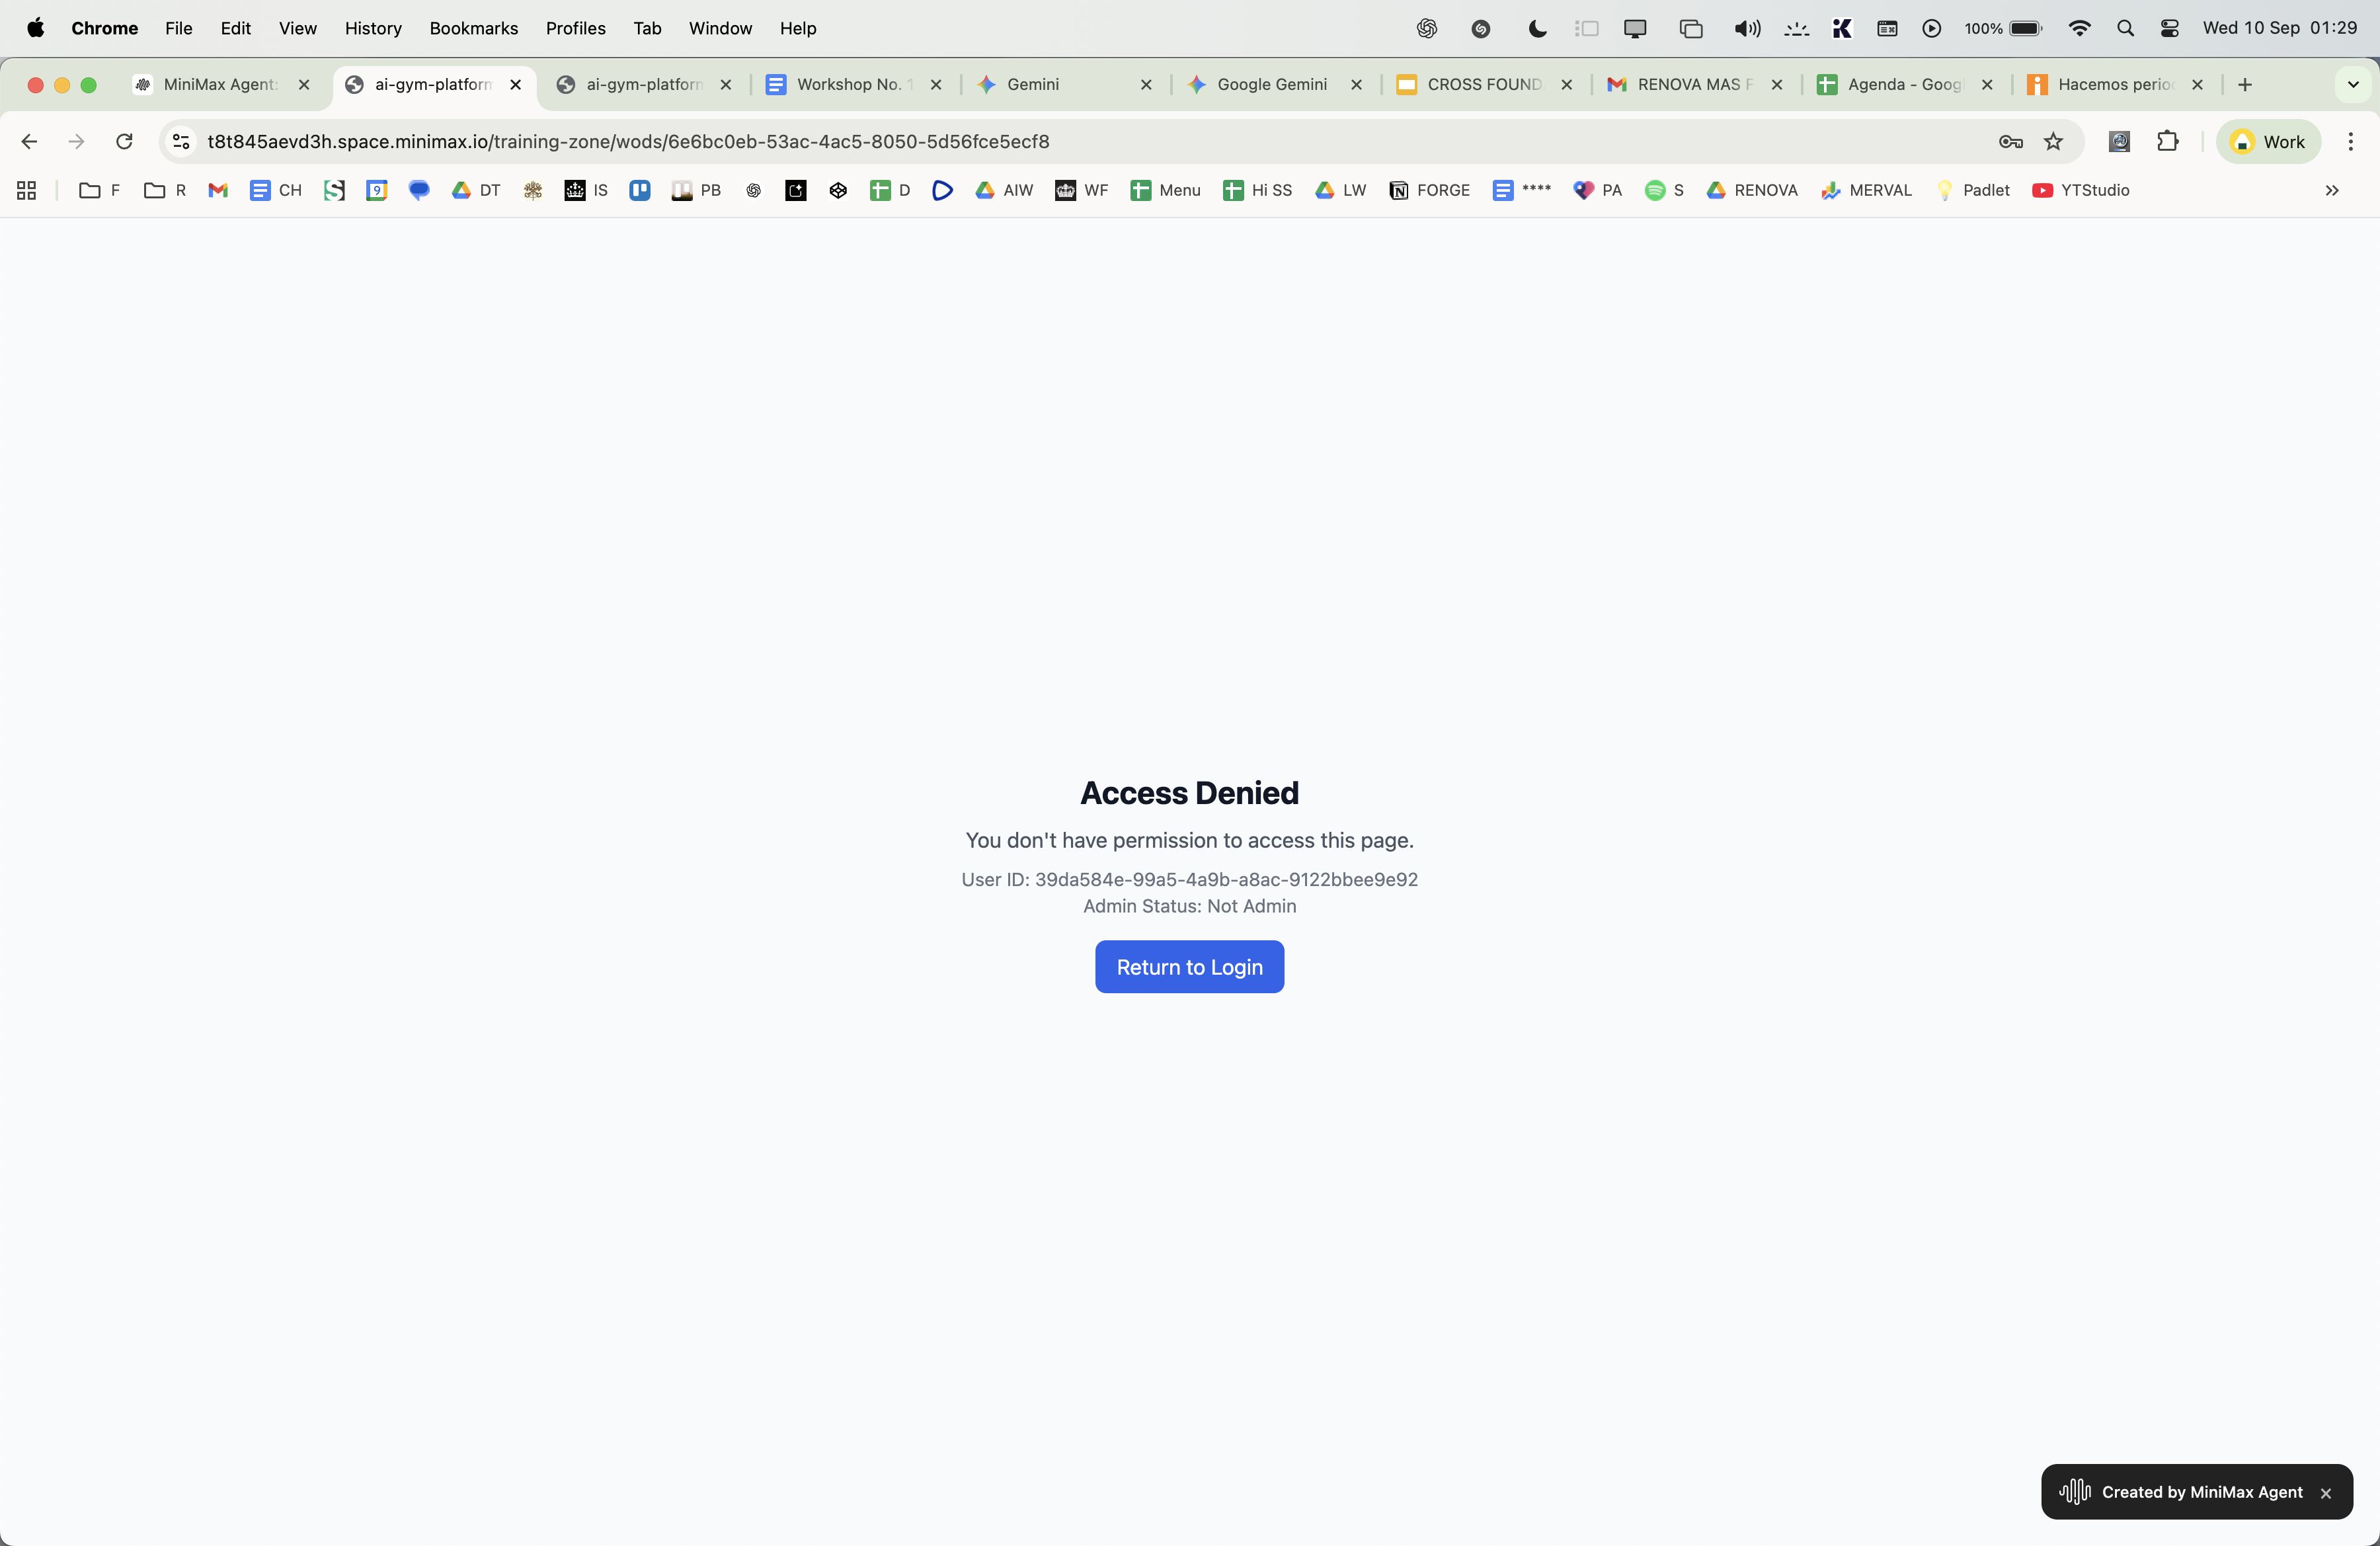 Chrome File Edit View History Bookmarks Profiles Tab Window Help 100% Wed 10 Sep 01:29
MiniMax Agent: ai-gym-platform ai-gym-platform Workshop No. 1 Gemini Google Gemini CROSS FOUND RENOVA MAS F Agenda - Googl Hacemos perio
t8t845aevd3h.space.minimax.io/training-zone/wods/6e6bc0eb-53ac-4ac5-8050-5d56fce5ecf8 Work
F R CH 9 DT IS PB D AIW WF Menu Hi SS LW FORGE **** PA S RENOVA MERVAL Padlet YTStudio
Access Denied
You don't have permission to access this page.
User ID: 39da584e-99a5-4a9b-a8ac-9122bbee9e92
Admin Status: Not Admin
Return to Login
Created by MiniMax Agent